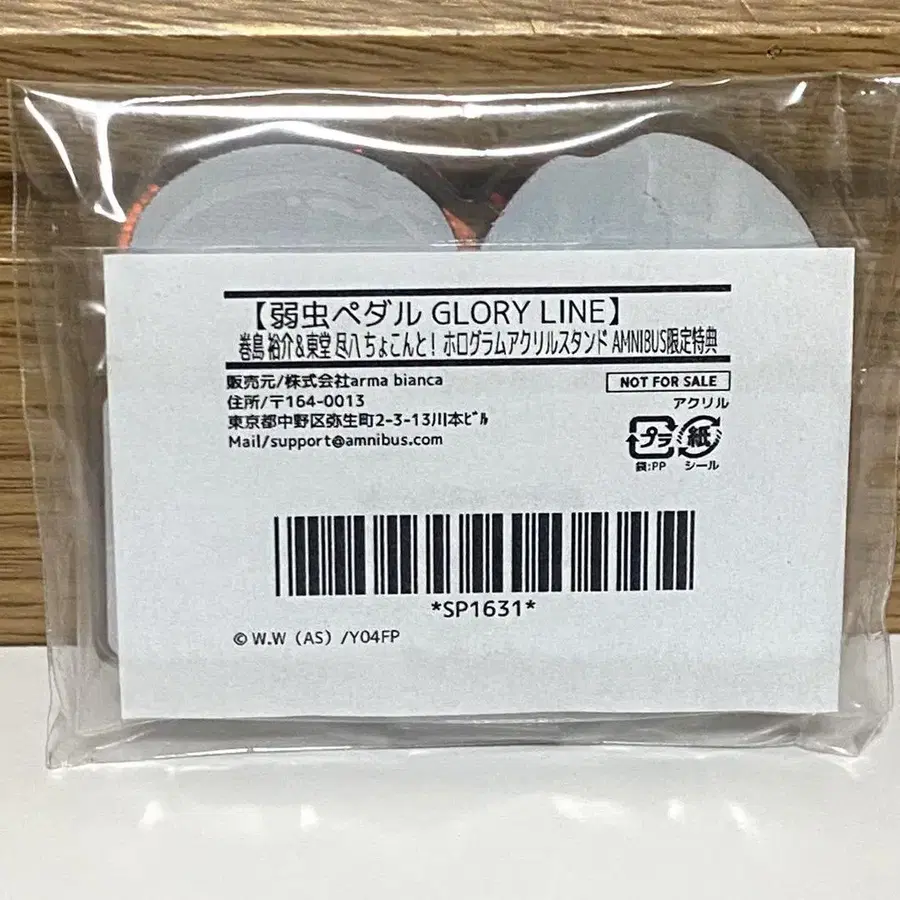 【弱虫ペダル GLORY LINE】
巻島 裕介&東堂 尽八 ちょこんと！ ホログラムアクリルスタンド AMNIBUS限定特典
販売元/株式会社arma bianca
住所/〒164-0013
東京都中野区弥生町2-3-13川本ビル
Mail/support@amnibus.com
NOT FOR SALE
アクリル
プラ 紙
袋:PP シール
*SP1631*
© W.W（AS）/Y04FP